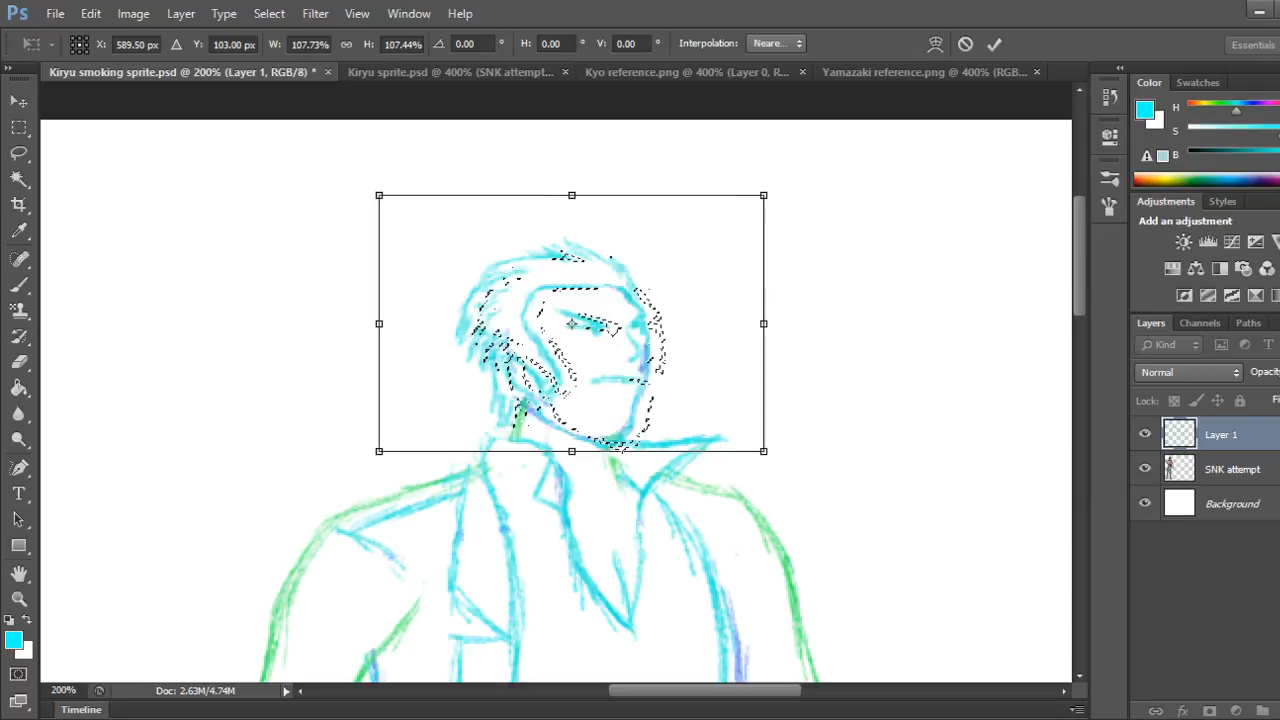 Ps File Edit Image Layer Type Select Filter View Window Help
X: 589.50 px Y: 103.00 px W: 107.73% H: 107.44% 0.00 ° H: 0.00 ° V: 0.00 ° Interpolation: Neare... Essentials
Kiryu smoking sprite.psd @ 200% (Layer 1, RGB/8) * × Kiryu sprite.psd @ 400% (SNK attempt... × Kyo reference.png @ 400% (Layer 0, R... × Yamazaki reference.png @ 400% (RGB... ×
Color Swatches
H
S
B
Adjustments Styles
Add an adjustment
Layers Channels Paths
Kind
Normal Opacity
Lock: Fi
Layer 1
SNK attempt
Background
200% Doc: 2.63M/4.74M
Timeline